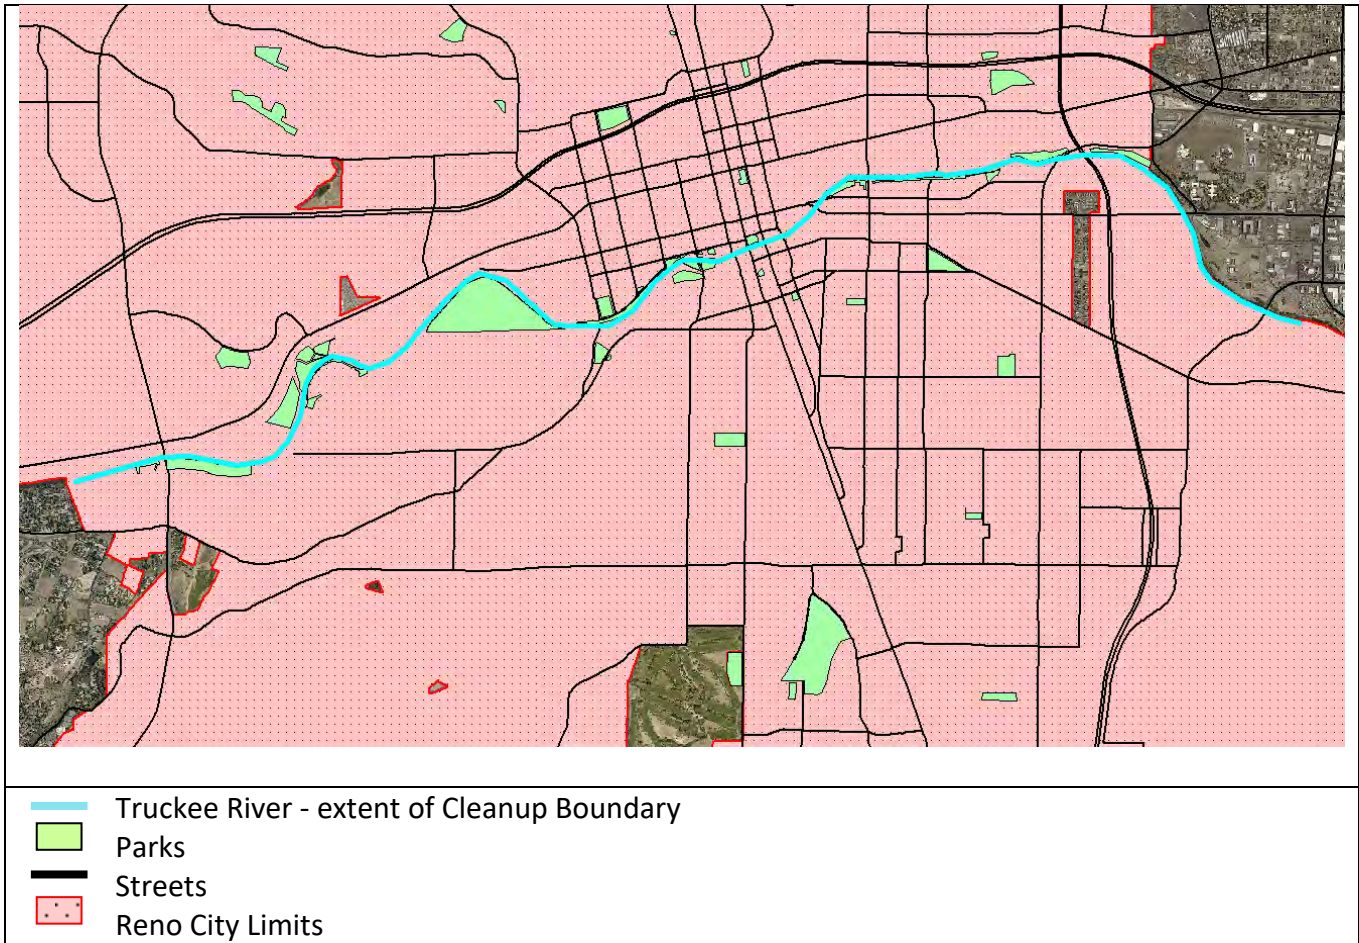 Truckee River - extent of Cleanup Boundary
Parks
Streets
Reno City Limits